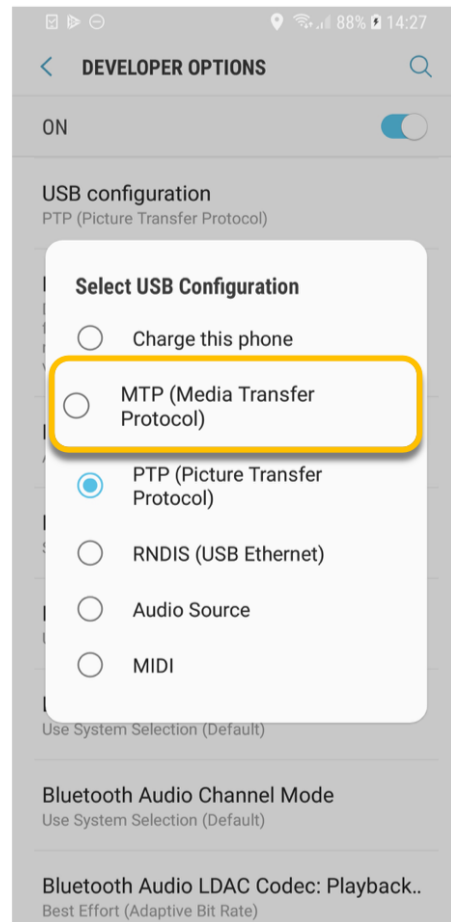 88% 14:27
DEVELOPER OPTIONS
ON
USB configuration
PTP (Picture Transfer Protocol)
Select USB Configuration
Charge this phone
MTP (Media Transfer
Protocol)
PTP (Picture Transfer
Protocol)
RNDIS (USB Ethernet)
Audio Source
MIDI
Use System Selection (Default)
Bluetooth Audio Channel Mode
Use System Selection (Default)
Bluetooth Audio LDAC Codec: Playback..
Best Effort (Adaptive Bit Rate)